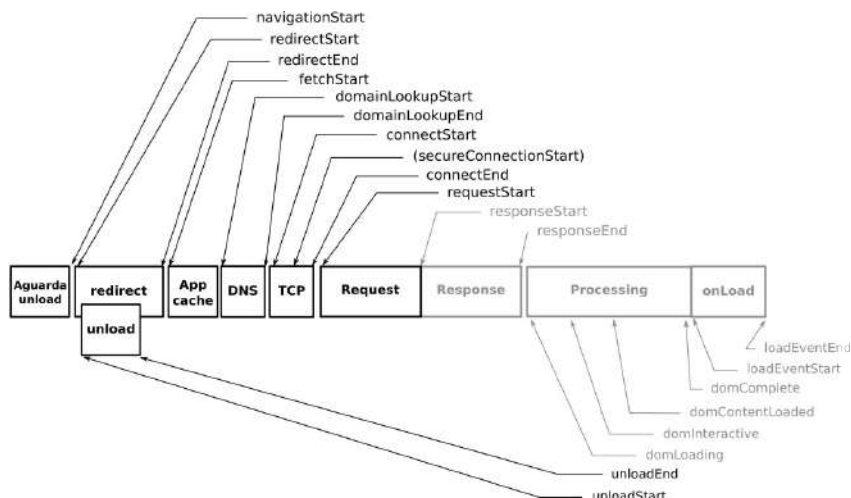 navigationStart
redirectStart
redirectEnd
fetchStart
domainLookupStart
domainLookupEnd
connectStart
(secureConnectionStart)
connectEnd
requestStart
responseStart
responseEnd
Aguarda
unload
redirect
App
cache
DNS
TCP
Request
Response
Processing
onLoad
unload
loadEventEnd
loadEventStart
domComplete
domContentLoaded
domInteractive
domLoading
unloadEnd
unloadStart